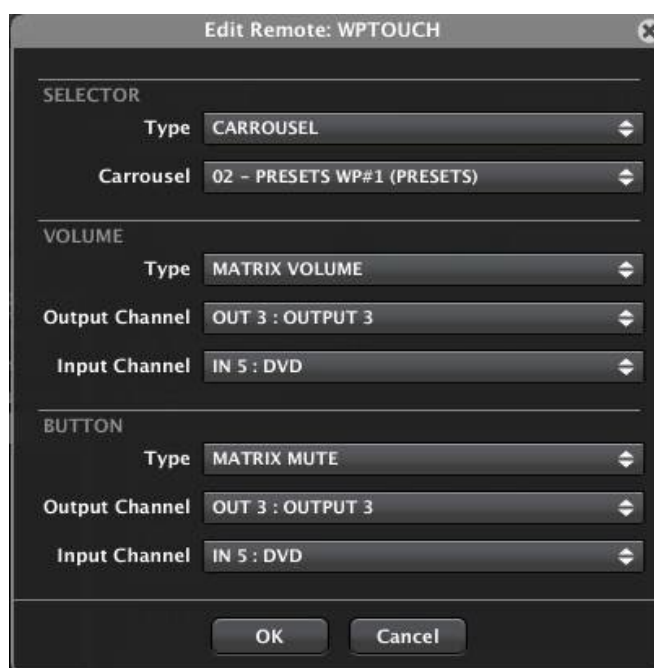 Edit Remote: WPTOUCH
SELECTOR
Type CARROUSEL
Carrousel 02 – PRESETS WP#1 (PRESETS)
VOLUME
Type MATRIX VOLUME
Output Channel OUT 3 : OUTPUT 3
Input Channel IN 5 : DVD
BUTTON
Type MATRIX MUTE
Output Channel OUT 3 : OUTPUT 3
Input Channel IN 5 : DVD
OK Cancel